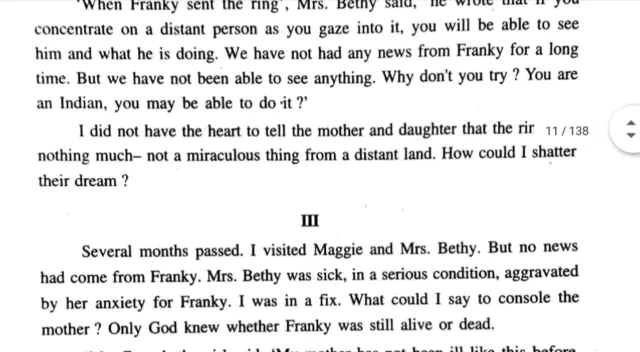 'When Franky sent the ring', Mrs. Bethy said, 'he wrote that if you
concentrate on a distant person as you gaze into it, you will be able to see
him and what he is doing. We have not had any news from Franky for a long
time. But we have not been able to see anything. Why don't you try ? You are
an Indian, you may be able to do it ?'
I did not have the heart to tell the mother and daughter that the rin
11 / 138
nothing much– not a miraculous thing from a distant land. How could I shatter
their dream ?
III
Several months passed. I visited Maggie and Mrs. Bethy. But no news
had come from Franky. Mrs. Bethy was sick, in a serious condition, aggravated
by her anxiety for Franky. I was in a fix. What could I say to console the
mother ? Only God knew whether Franky was still alive or dead.
ill like this before